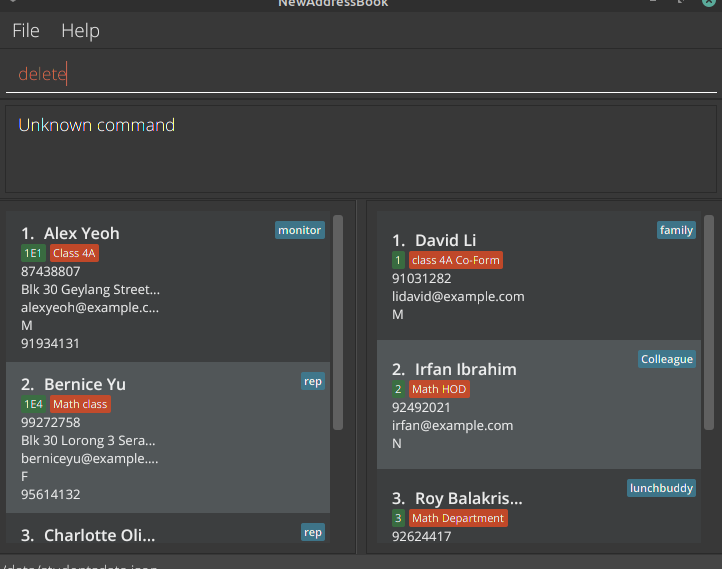 NewAddressBook
File Help
delete
Unknown command
1. Alex Yeoh
monitor
1E1 Class 4A
87438807
Blk 30 Geylang Street...
alexyeoh@example.c...
M
91934131
2. Bernice Yu
rep
1E4 Math class
99272758
Blk 30 Lorong 3 Sera...
berniceyu@example....
F
95614132
3. Charlotte Oli...
rep
1. David Li
family
1 class 4A Co-Form
91031282
lidavid@example.com
M
2. Irfan Ibrahim
Colleague
2 Math HOD
92492021
irfan@example.com
N
3. Roy Balakris...
lunchbuddy
3 Math Department
92624417